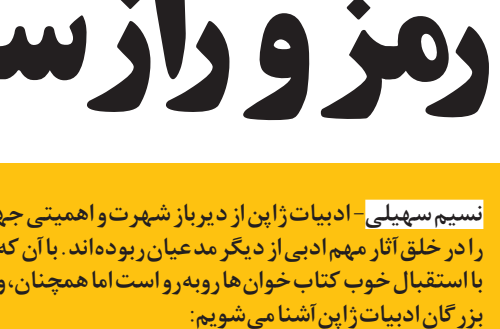 رمز و راز
نسیم سهیلی- ادبیات ژاپن از دیرباز شهرت و اهمیتی
را در خلق آثار مهم ادبی از دیگر مدعیان ربوده‌اند. با آن که
با استقبال خوب کتاب خوان ها روبه‌رو است اما همچنان، و
بزرگان ادبیات ژاپن آشنا می‌شویم: